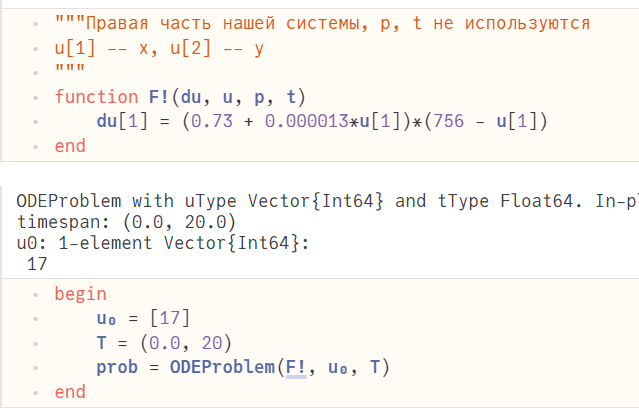 """Правая часть нашей системы, p, t не используются
u[1] -- x, u[2] -- y
"""
function F!(du, u, p, t)
    du[1] = (0.73 + 0.000013*u[1])*(756 - u[1])
end
ODEProblem with uType Vector{Int64} and tType Float64. In-pl
timespan: (0.0, 20.0)
u0: 1-element Vector{Int64}:
 17
begin
    u₀ = [17]
    T = (0.0, 20)
    prob = ODEProblem(F!, u₀, T)
end